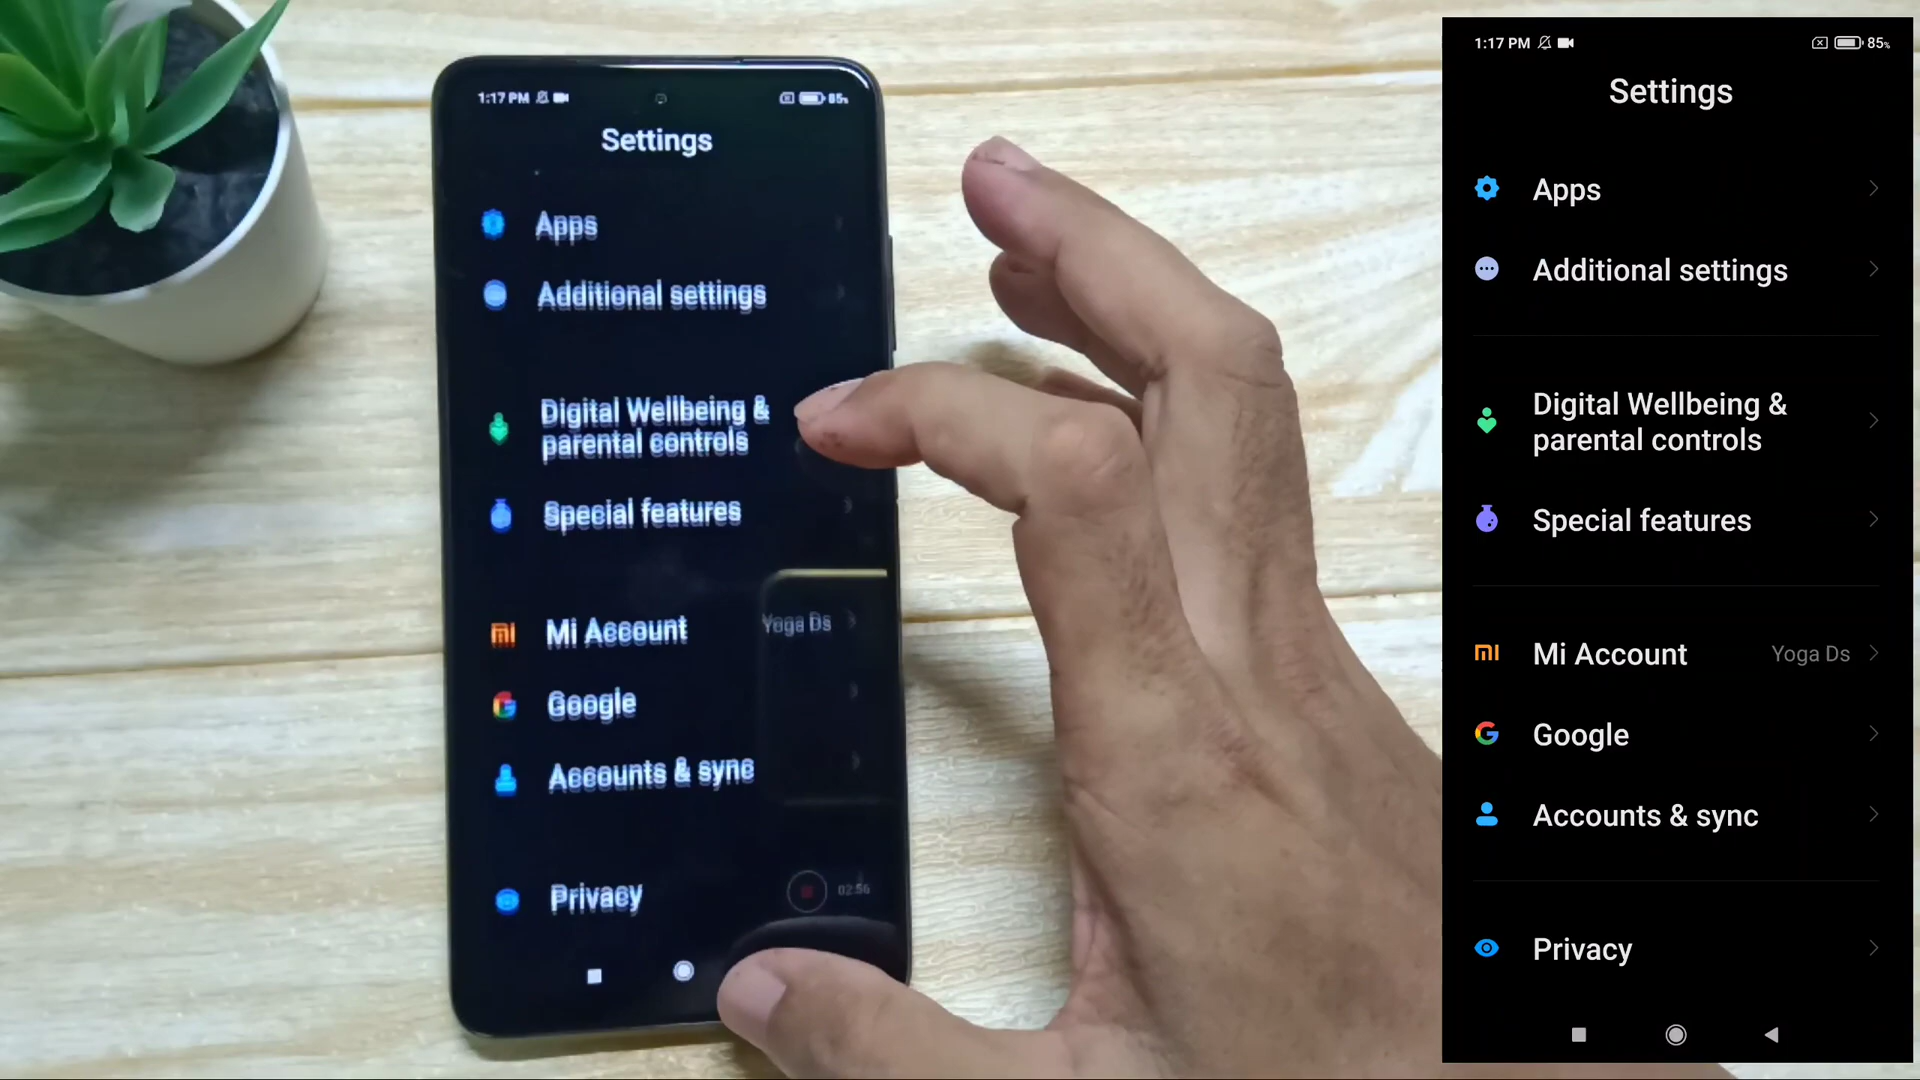 1:17 PM 85%
Settings
Apps
Additional settings
Digital Wellbeing &
parental controls
Special features
mi Mi Account Yoga Ds
G Google
Accounts & sync
Privacy 02:56
1:17 PM 85%
Settings
Apps
Additional settings
Digital Wellbeing &
parental controls
Special features
mi Mi Account Yoga Ds
G Google
Accounts & sync
Privacy